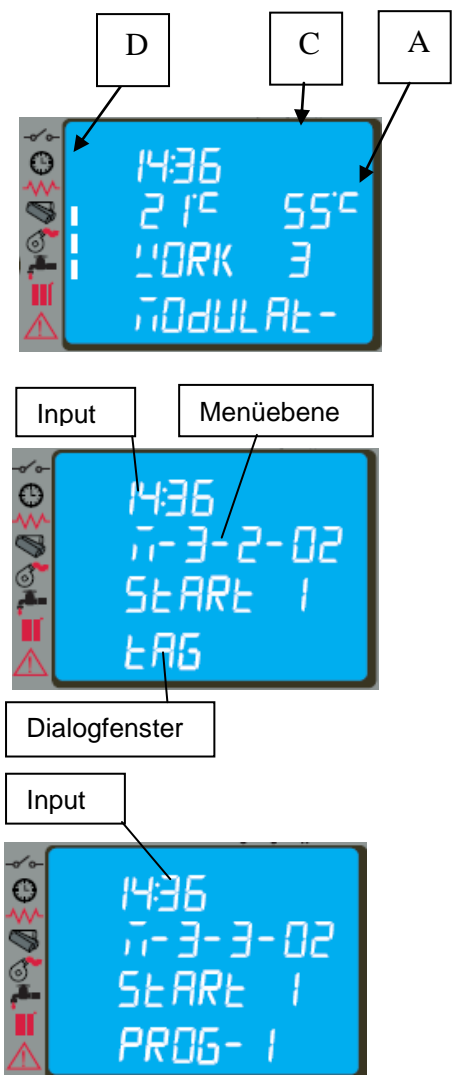 D C A
14:36
21°C 55°C
WORK 3
MODULAt-
Input Menüebene
14:36
M-3-2-02
StARt 1
tAG
Dialogfenster
Input
14:36
M-3-3-02
StARt 1
PROG- 1